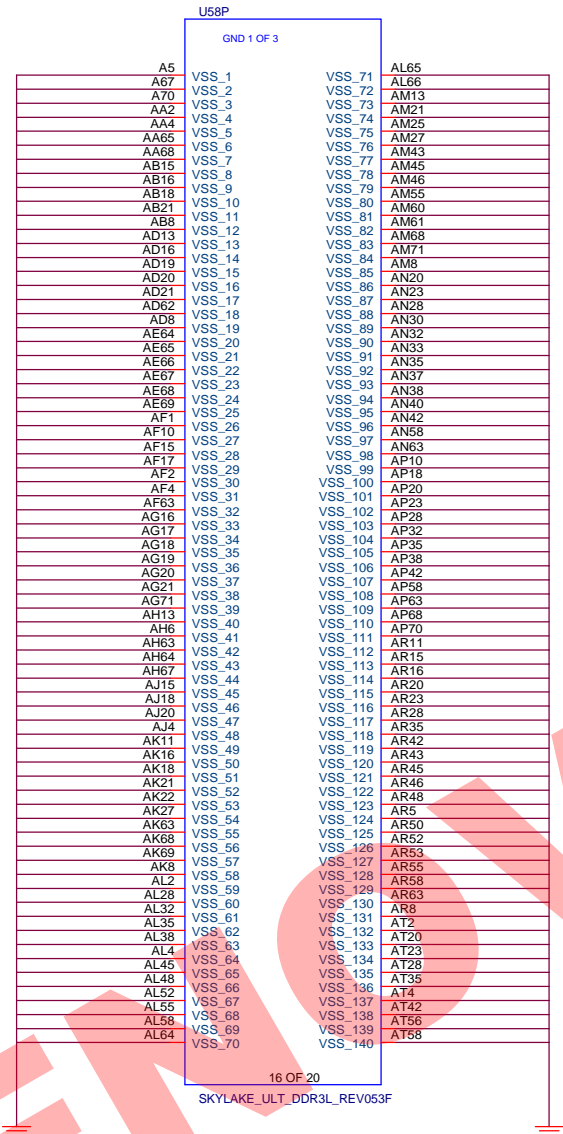 U58P
GND 1 OF 3
A5 VSS_1 VSS_71 AL65
A67 VSS_2 VSS_72 AL66
A70 VSS_3 VSS_73 AM13
AA2 VSS_4 VSS_74 AM21
AA4 VSS_5 VSS_75 AM25
AA65 VSS_6 VSS_76 AM27
AA68 VSS_7 VSS_77 AM43
AB15 VSS_8 VSS_78 AM45
AB16 VSS_9 VSS_79 AM46
AB18 VSS_10 VSS_80 AM55
AB21 VSS_11 VSS_81 AM60
AB8 VSS_12 VSS_82 AM61
AD13 VSS_13 VSS_83 AM68
AD16 VSS_14 VSS_84 AM71
AD19 VSS_15 VSS_85 AM8
AD20 VSS_16 VSS_86 AN20
AD21 VSS_17 VSS_87 AN23
AD62 VSS_18 VSS_88 AN28
AD8 VSS_19 VSS_89 AN30
AE64 VSS_20 VSS_90 AN32
AE65 VSS_21 VSS_91 AN33
AE66 VSS_22 VSS_92 AN35
AE67 VSS_23 VSS_93 AN37
AE68 VSS_24 VSS_94 AN38
AE69 VSS_25 VSS_95 AN40
AF1 VSS_26 VSS_96 AN42
AF10 VSS_27 VSS_97 AN58
AF15 VSS_28 VSS_98 AN63
AF17 VSS_29 VSS_99 AP10
AF2 VSS_30 VSS_100 AP18
AF4 VSS_31 VSS_101 AP20
AF63 VSS_32 VSS_102 AP23
AG16 VSS_33 VSS_103 AP28
AG17 VSS_34 VSS_104 AP32
AG18 VSS_35 VSS_105 AP35
AG19 VSS_36 VSS_106 AP38
AG20 VSS_37 VSS_107 AP42
AG21 VSS_38 VSS_108 AP58
AG71 VSS_39 VSS_109 AP63
AH13 VSS_40 VSS_110 AP68
AH6 VSS_41 VSS_111 AP70
AH63 VSS_42 VSS_112 AR11
AH64 VSS_43 VSS_113 AR15
AH67 VSS_44 VSS_114 AR16
AJ15 VSS_45 VSS_115 AR20
AJ18 VSS_46 VSS_116 AR23
AJ20 VSS_47 VSS_117 AR28
AJ4 VSS_48 VSS_118 AR35
AK11 VSS_49 VSS_119 AR42
AK16 VSS_50 VSS_120 AR43
AK18 VSS_51 VSS_121 AR45
AK21 VSS_52 VSS_122 AR46
AK22 VSS_53 VSS_123 AR48
AK27 VSS_54 VSS_124 AR5
AK63 VSS_55 VSS_125 AR50
AK68 VSS_56 VSS_126 AR52
AK69 VSS_57 VSS_127 AR53
AK8 VSS_58 VSS_128 AR55
AL2 VSS_59 VSS_129 AR58
AL28 VSS_60 VSS_130 AR63
AL32 VSS_61 VSS_131 AR8
AL35 VSS_62 VSS_132 AT2
AL38 VSS_63 VSS_133 AT20
AL4 VSS_64 VSS_134 AT23
AL45 VSS_65 VSS_135 AT28
AL48 VSS_66 VSS_136 AT35
AL52 VSS_67 VSS_137 AT4
AL55 VSS_68 VSS_138 AT42
AL58 VSS_69 VSS_139 AT56
AL64 VSS_70 VSS_140 AT58
16 OF 20
SKYLAKE_ULT_DDR3L_REV053F